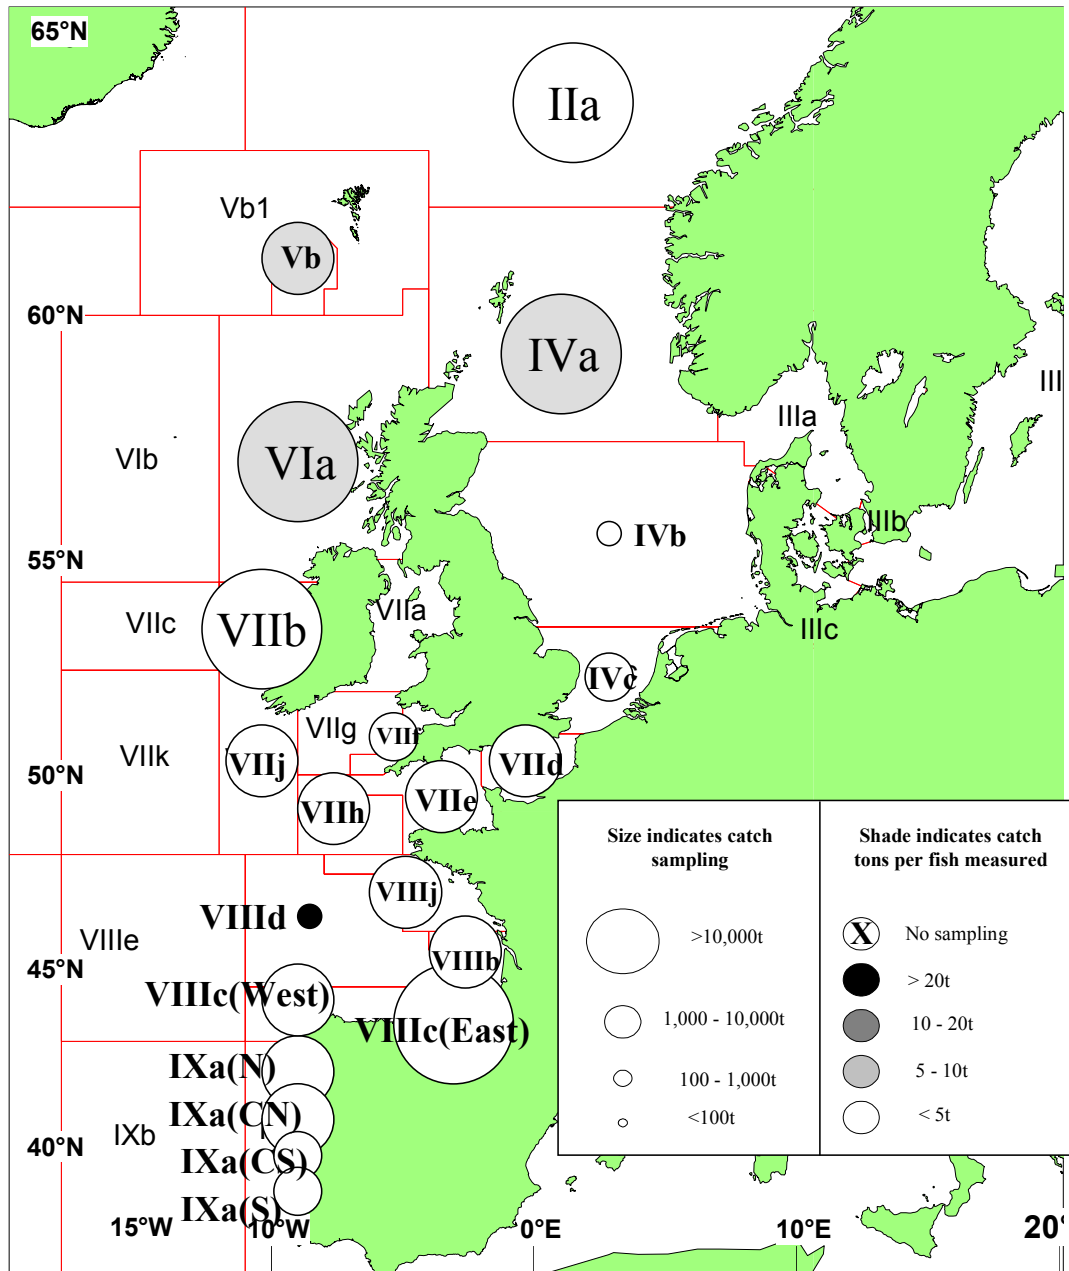 65°N
IIa
Vb1
Vb
60°N
IVa
III
IIIa
VIa
VIb
IVb
IIIb
55°N
VIIa
VIIc
VIIb
IIIc
IVc
VIIg
VIIf
VIIk
VIIj
VIId
50°N
VIIe
VIIh
Size indicates catch
sampling
>10,000t
1,000 - 10,000t
100 - 1,000t
<100t
Shade indicates catch
tons per fish measured
X No sampling
> 20t
10 - 20t
5 - 10t
< 5t
VIIIj
VIIId
VIIIe
VIIIb
45°N
VIIIc(West)
VIIIc(East)
IXa(N)
IXa(CN)
IXb
40°N
IXa(CS)
IXa(S)
15°W
10°W
0°E
10°E
20°